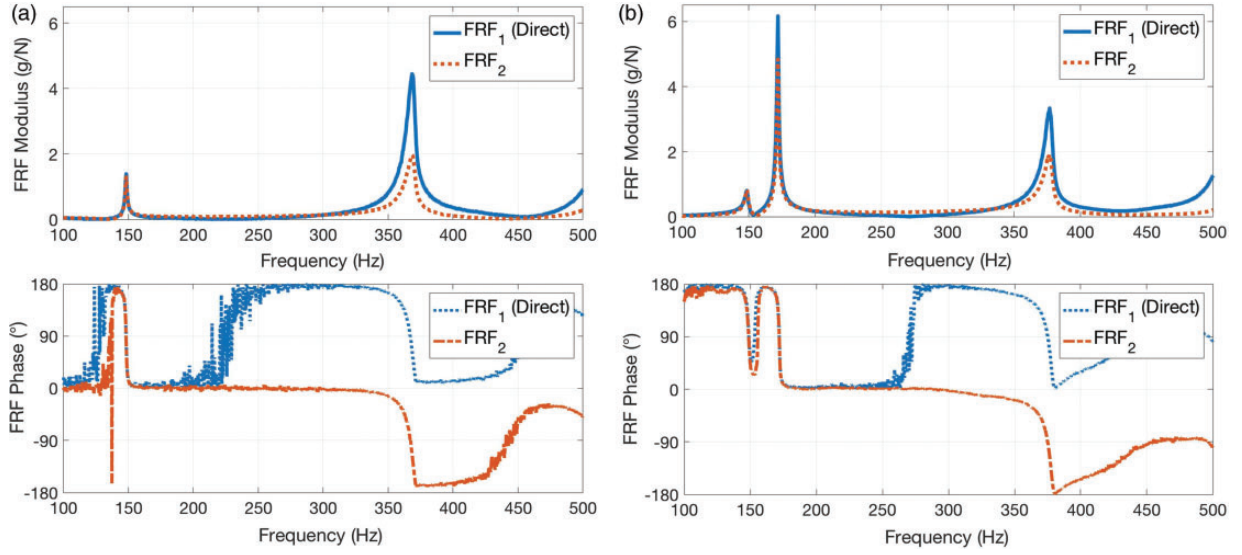 (a)
FRF Modulus (g/N)
6
4
2
0
FRF₁ (Direct)
FRF₂
100 150 200 250 300 350 400 450 500
Frequency (Hz)
FRF Phase (°)
180
90
0
-90
-180
FRF₁ (Direct)
FRF₂
100 150 200 250 300 350 400 450 500
Frequency (Hz)
(b)
FRF Modulus (g/N)
6
4
2
0
FRF₁ (Direct)
FRF₂
100 150 200 250 300 350 400 450 500
Frequency (Hz)
FRF Phase (°)
180
90
0
-90
-180
FRF₁ (Direct)
FRF₂
100 150 200 250 300 350 400 450 500
Frequency (Hz)